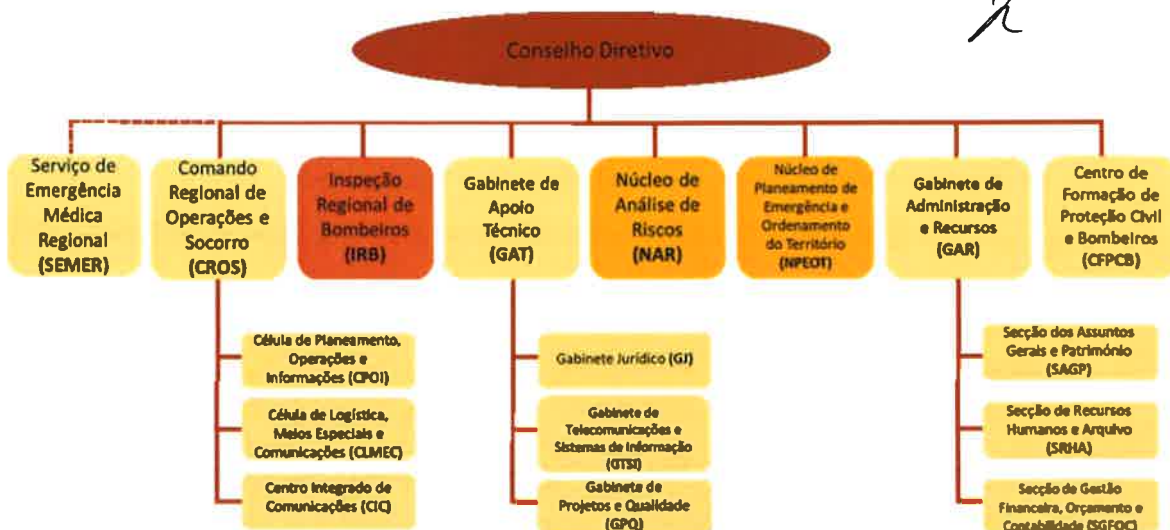 Conselho Diretivo
Serviço de
Emergência
Médica
Regional
(SEMER)
Comando
Regional de
Operações e
Socorro
(CROS)
Inspeção
Regional de
Bombeiros
(IRB)
Gabinete de
Apoio
Técnico
(GAT)
Núcleo de
Análise de
Riscos
(NAR)
Núcleo de
Planeamento de
Emergência e
Ordenamento
do Território
(NPEOT)
Gabinete de
Administração
e Recursos
(GAR)
Centro de
Formação de
Proteção Civil
e Bombeiros
(CFPCB)
Célula de Planeamento,
Operações e
Informações (CPOI)
Célula de Logística,
Meios Especiais e
Comunicações (CLMEC)
Centro Integrado de
Comunicações (CIC)
Gabinete Jurídico (GJ)
Gabinete de
Telecomunicações e
Sistemas de Informação
(GTSI)
Gabinete de
Projetos e Qualidade
(GPQ)
Secção dos Assuntos
Gerais e Património
(SAGP)
Secção de Recursos
Humanos e Arquivo
(SRHA)
Secção de Gestão
Financeira, Orçamento e
Contabilidade (SGFOC)